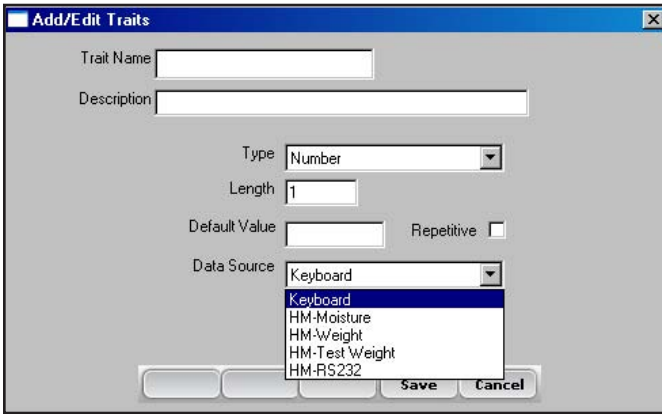 Add/Edit Traits
Trait Name
Description
Type Number
Length 1
Default Value Repetitive
Data Source Keyboard
Keyboard
HM-Moisture
HM-Weight
HM-Test Weight
HM-RS232
Save Cancel